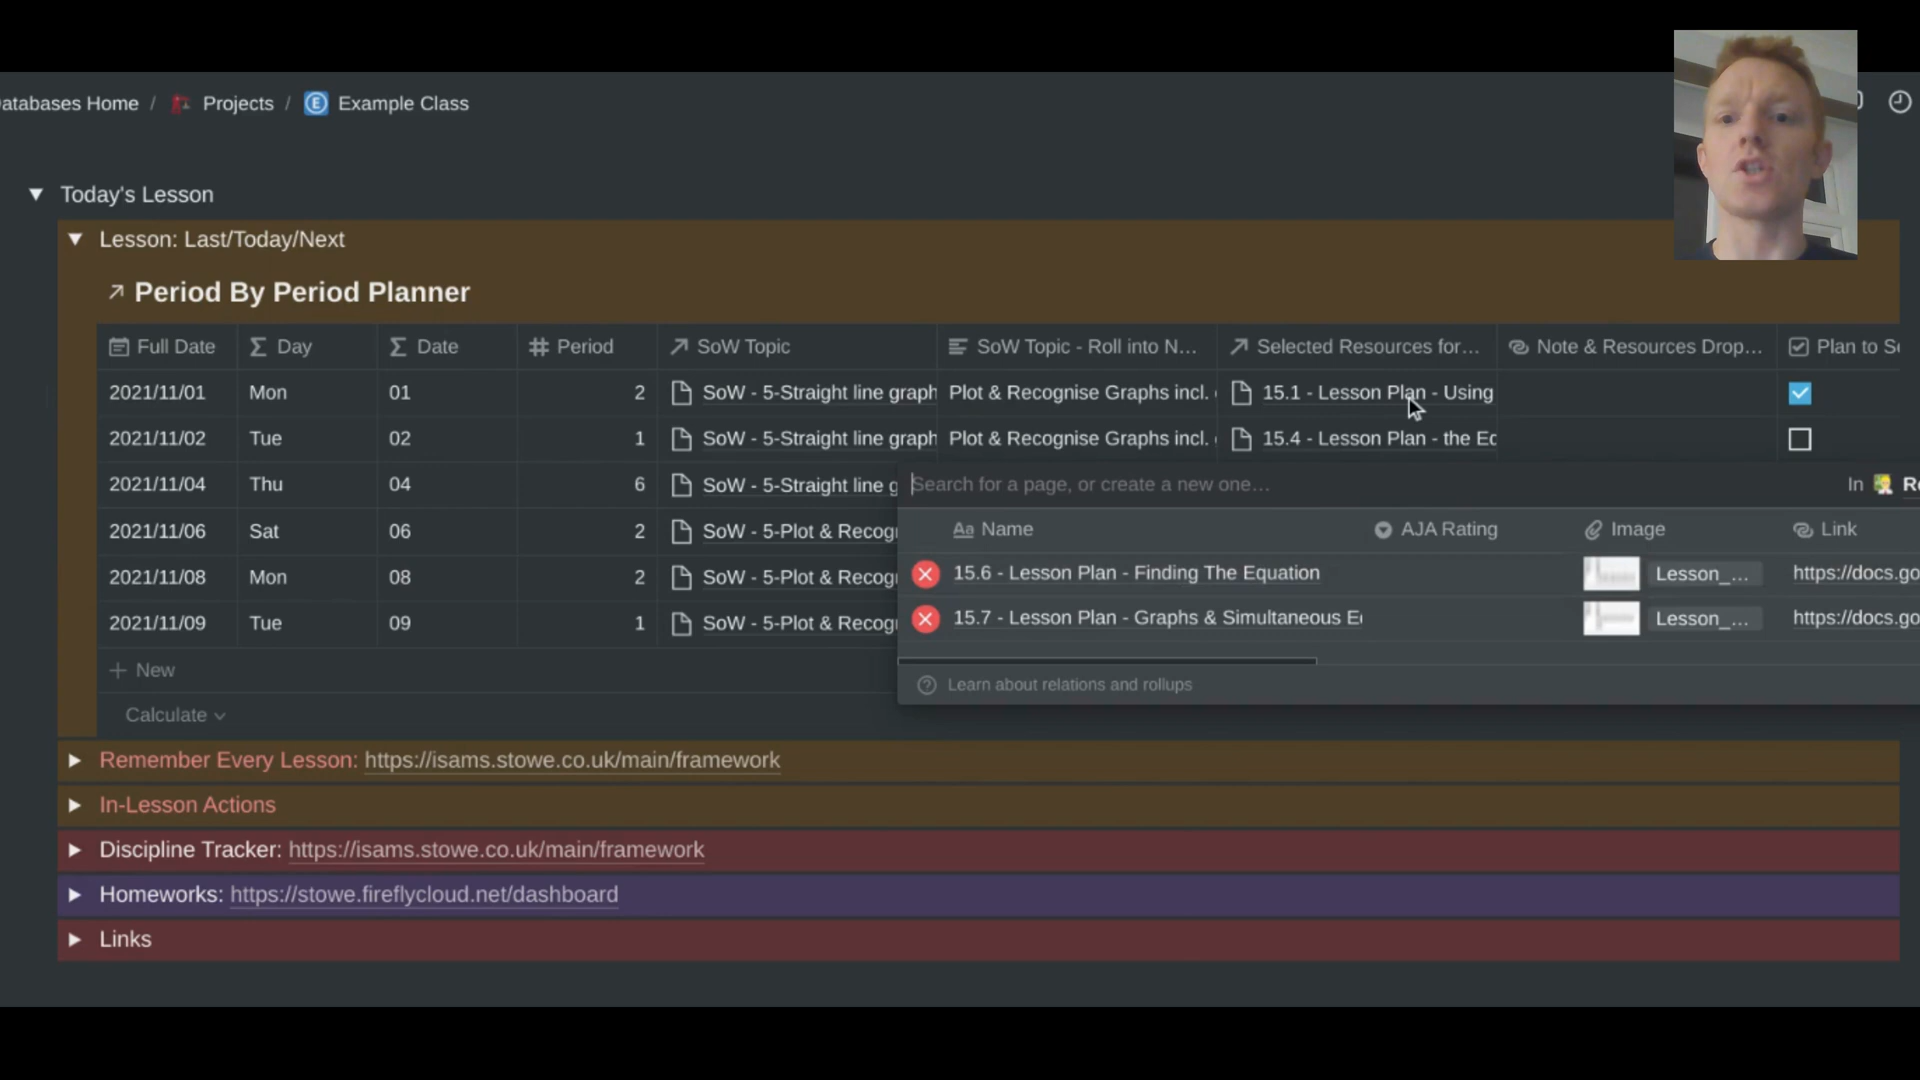 atabases Home / Projects / Example Class
Today's Lesson
Lesson: Last/Today/Next
Period By Period Planner
Full Date Day Date Period SoW Topic SoW Topic - Roll into N... Selected Resources for... Note & Resources Drop... Plan to Sc
2021/11/01 Mon 01 2 SoW - 5-Straight line graph Plot & Recognise Graphs incl. 15.1 - Lesson Plan - Using
2021/11/02 Tue 02 1 SoW - 5-Straight line graph Plot & Recognise Graphs incl. 15.4 - Lesson Plan - the Eq
2021/11/04 Thu 04 6 SoW - 5-Straight line g
2021/11/06 Sat 06 2 SoW - 5-Plot & Recog
2021/11/08 Mon 08 2 SoW - 5-Plot & Recog
2021/11/09 Tue 09 1 SoW - 5-Plot & Recog
Search for a page, or create a new one... In Re
Name AJA Rating Image Link
15.6 - Lesson Plan - Finding The Equation Lesson_... https://docs.go
15.7 - Lesson Plan - Graphs & Simultaneous E Lesson_... https://docs.go
Learn about relations and rollups
+ New
Calculate
Remember Every Lesson: https://isams.stowe.co.uk/main/framework
In-Lesson Actions
Discipline Tracker: https://isams.stowe.co.uk/main/framework
Homeworks: https://stowe.fireflycloud.net/dashboard
Links